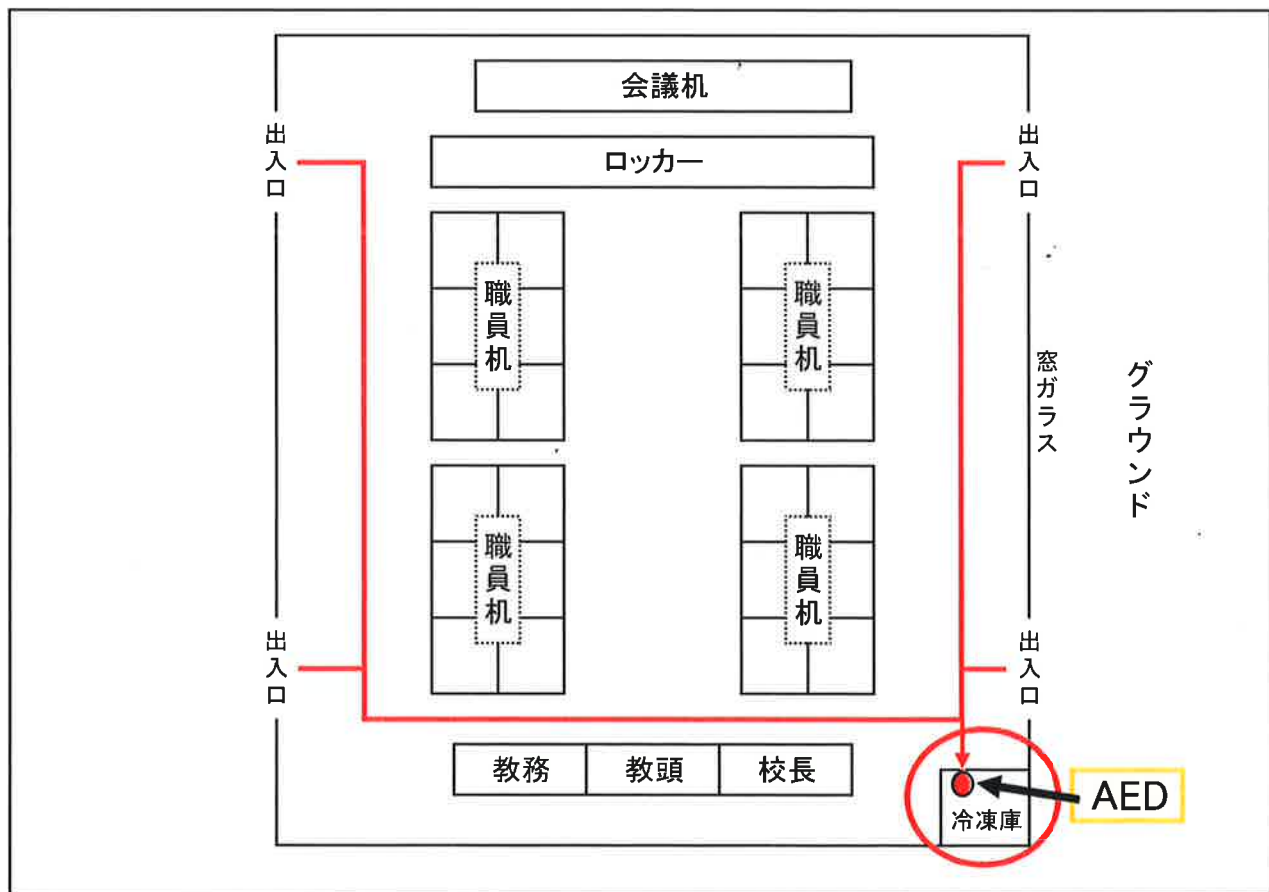 会議机
ロッカー
出入口
出入口
職員机
職員机
窓ガラス
グラウンド
職員机
職員机
出入口
出入口
教務
教頭
校長
冷凍庫
AED